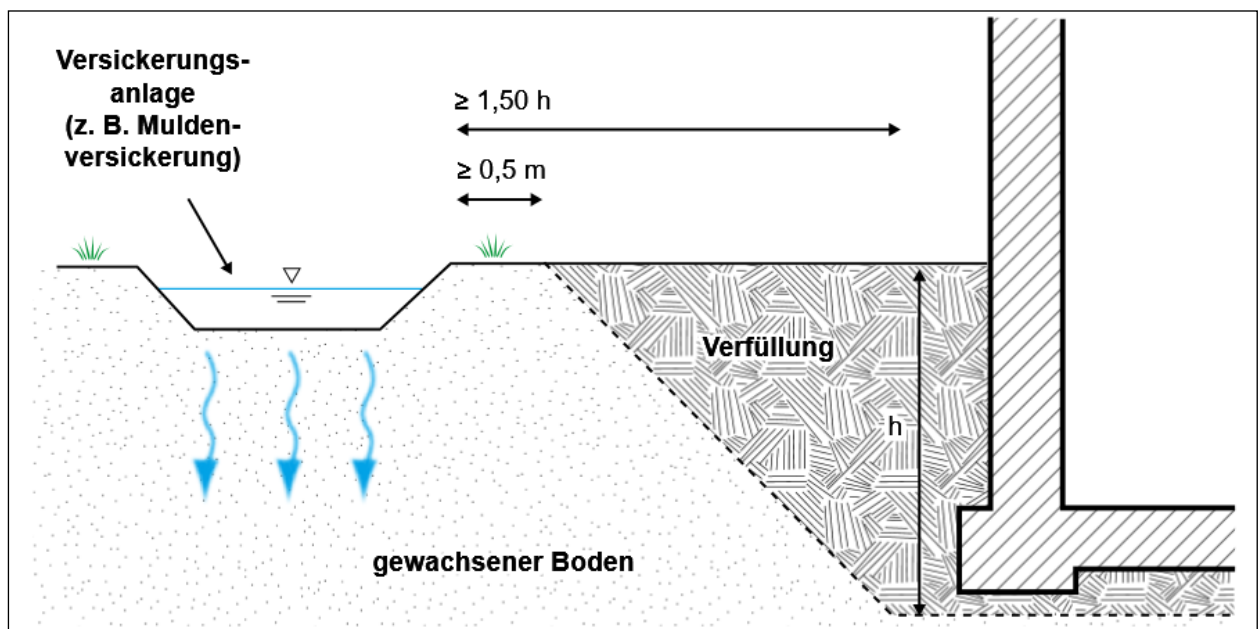 Versickerungs-
anlage
(z. B. Mulden-
versickerung)
≥ 1,50 h
≥ 0,5 m
Verfüllung
h
gewachsener Boden